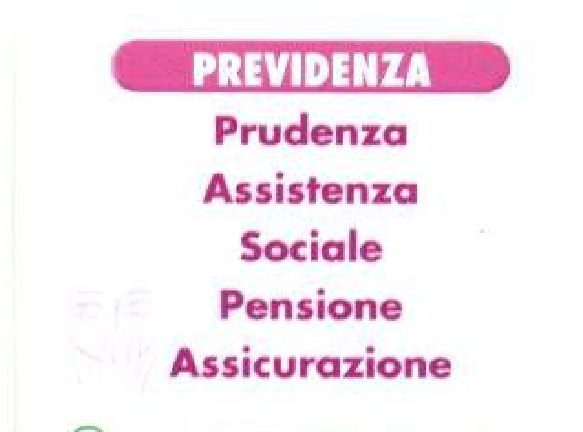 PREVIDENZA
Prudenza
Assistenza
Sociale
Pensione
Assicurazione